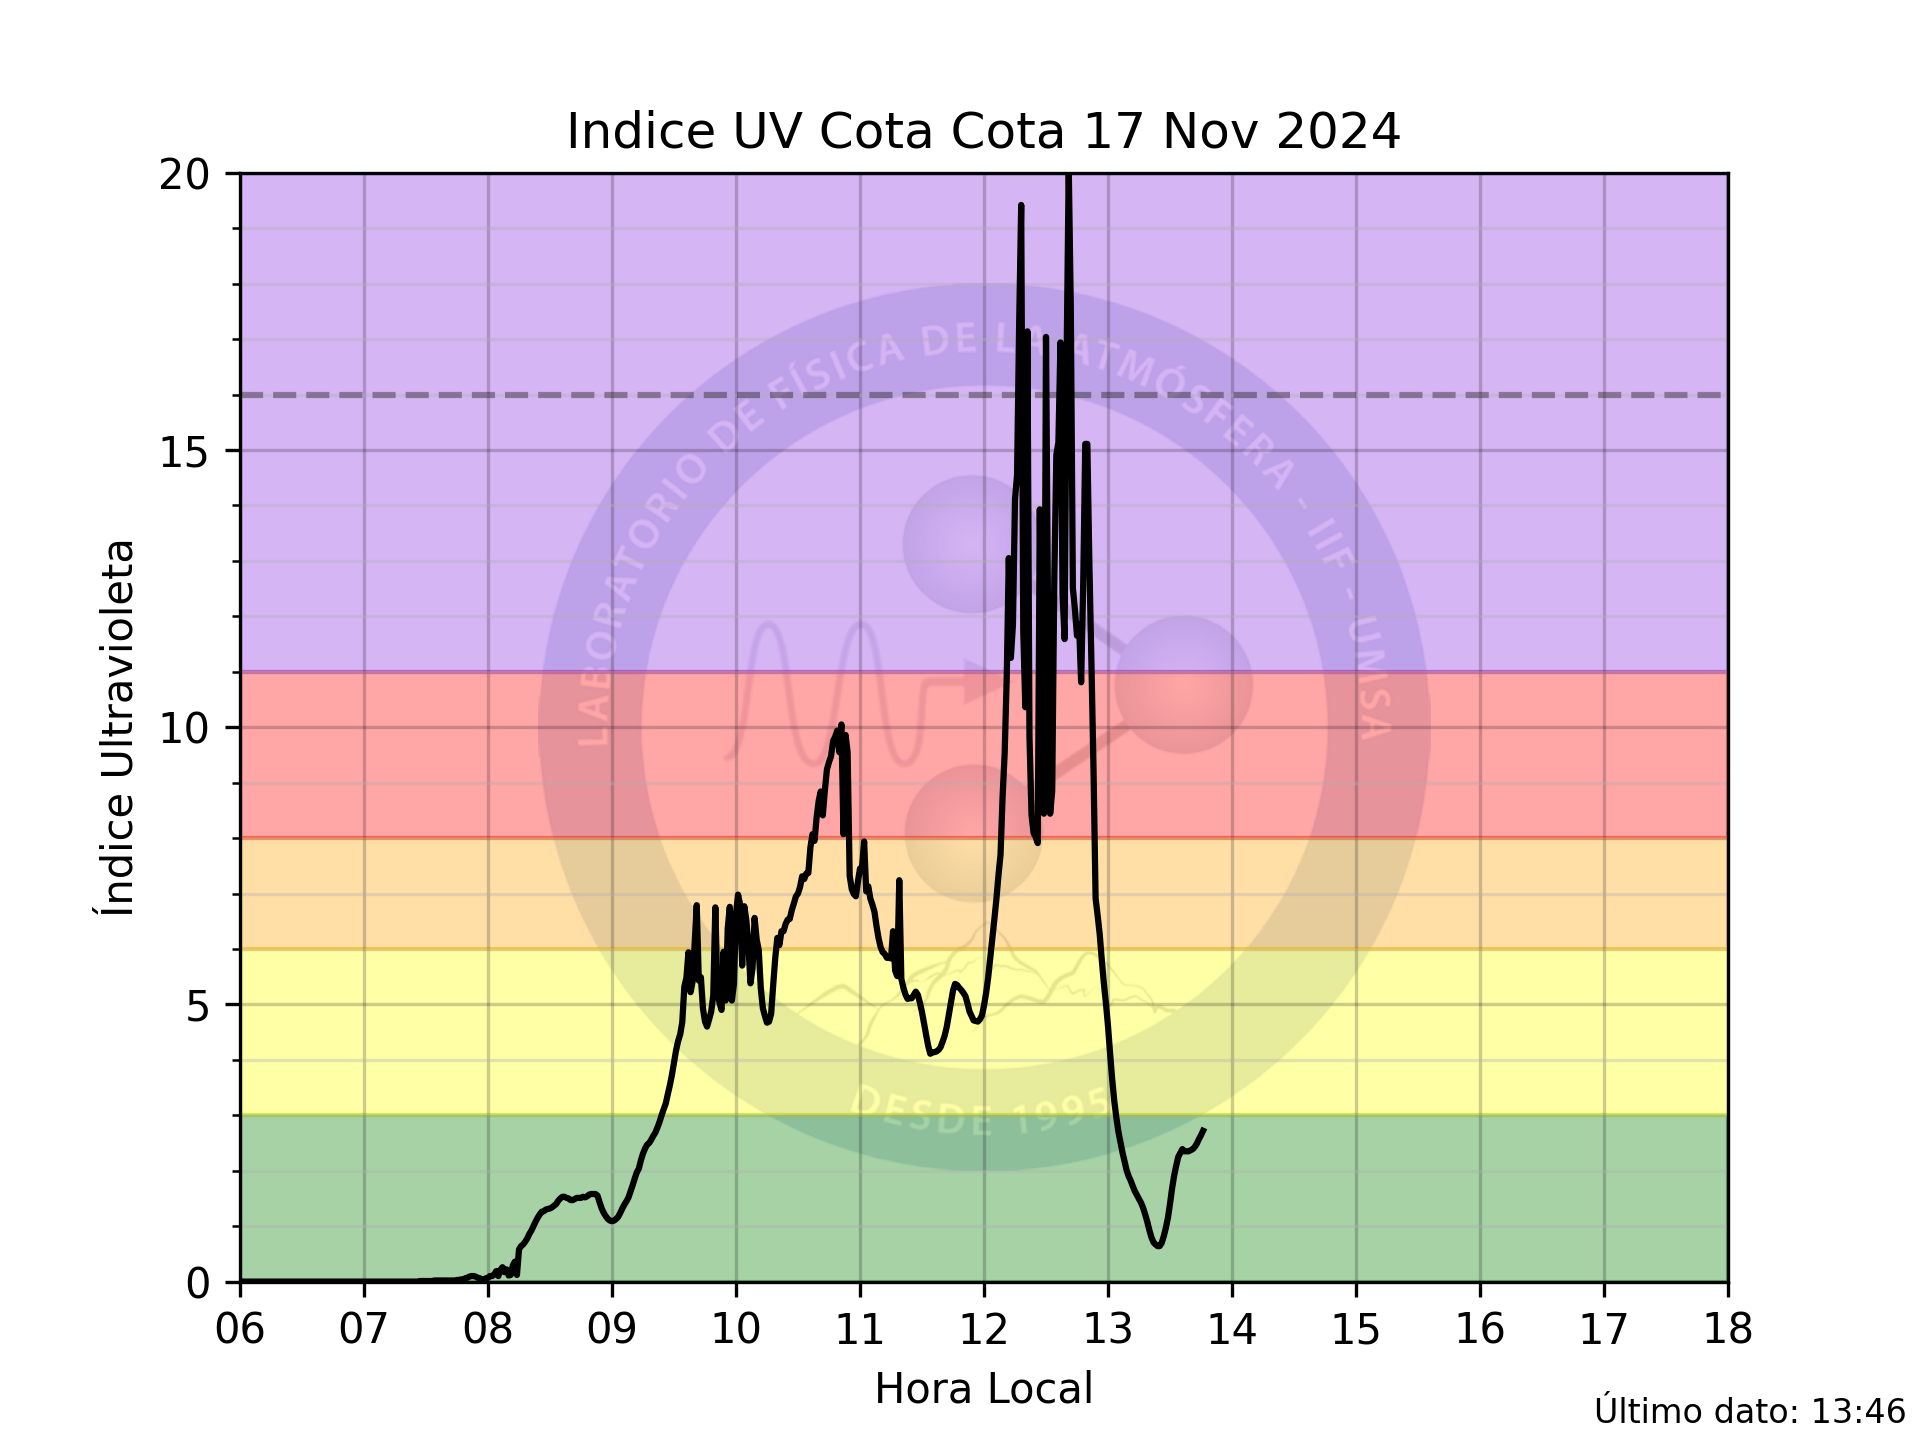 Indice UV Cota Cota 17 Nov 2024
20
15
10
5
0
Índice Ultravioleta
LABORATORIO DE FÍSICA DE LA ATMÓSFERA - IIF - UMSA
DESDE 1995
06 07 08 09 10 11 12 13 14 15 16 17 18
Hora Local
Último dato: 13:46